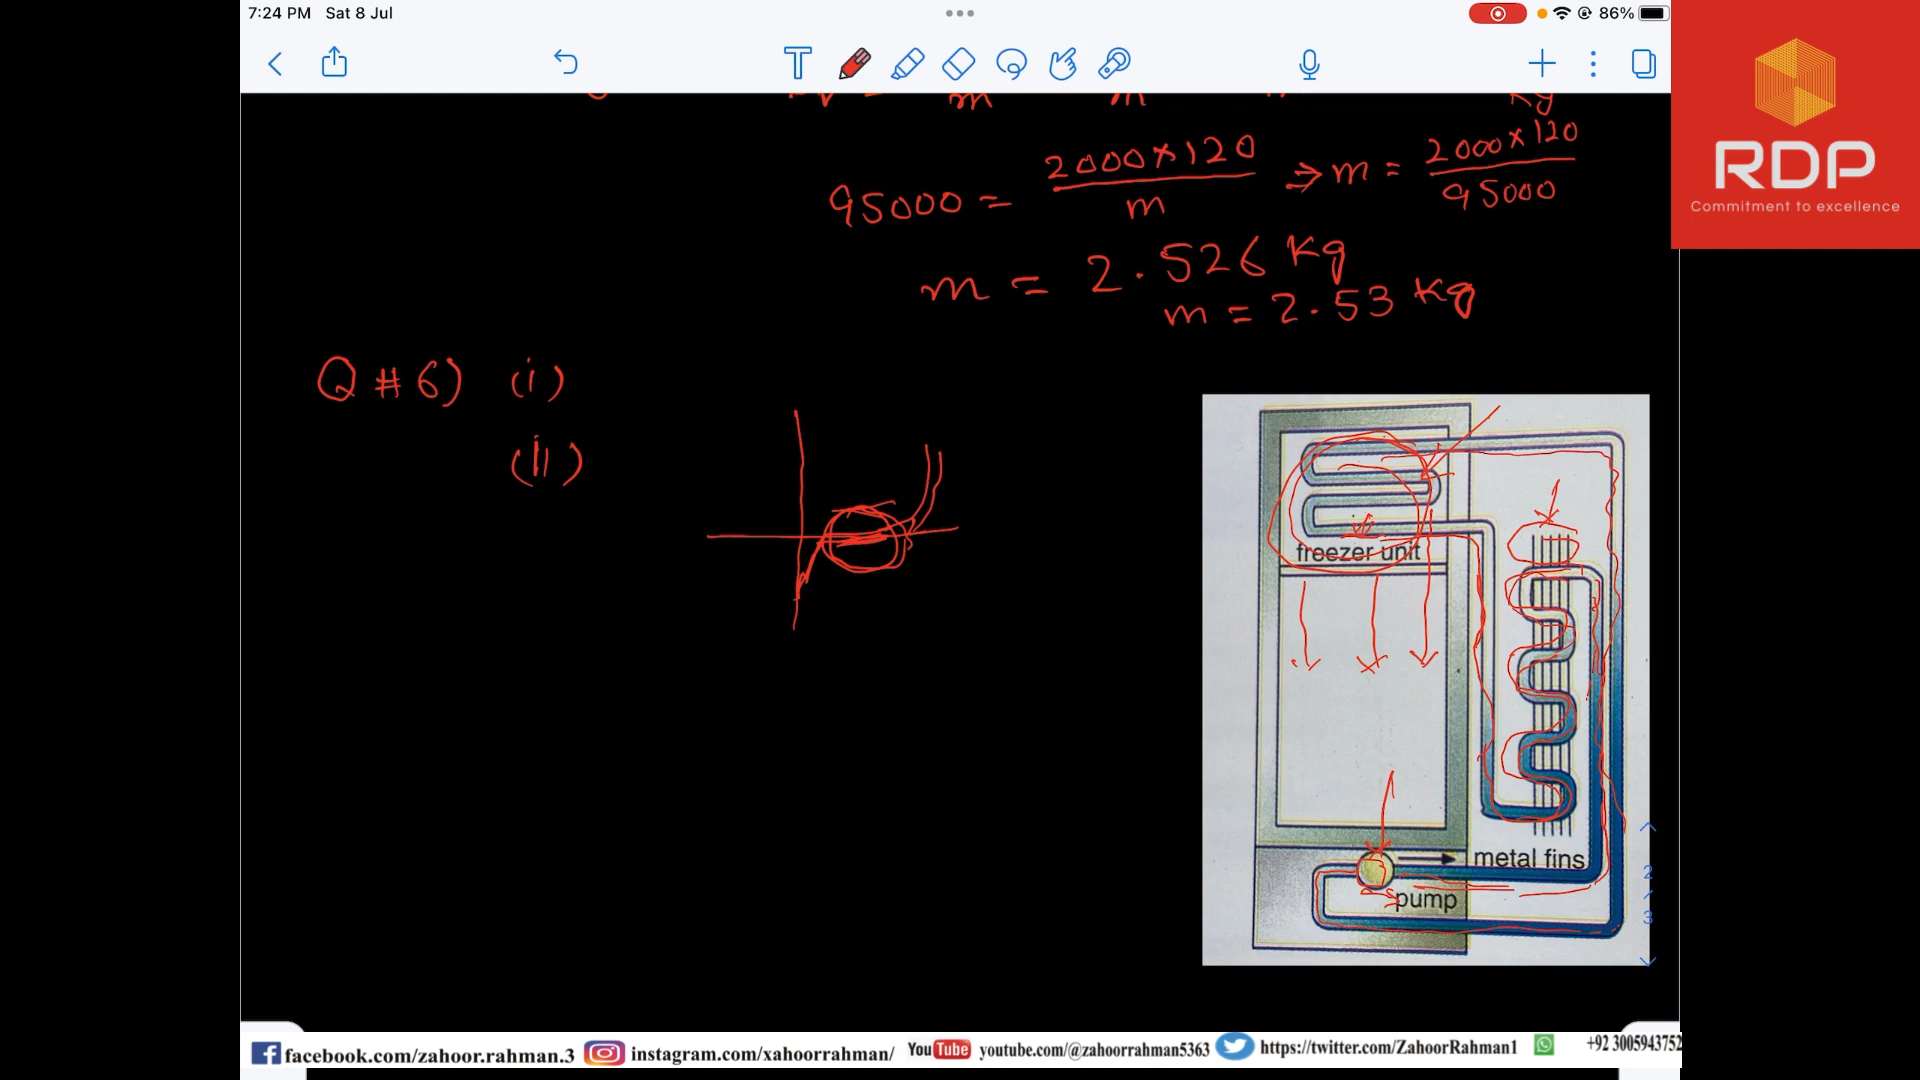 7:24 PM Sat 8 Jul
86%
RDP
Commitment to excellence
95000 = 2000×120 / m ⇒ m = 2000×120 / 95000
m = 2.526 Kg
m = 2.53 Kg
Q # 6) (i)
(ii)
freezer unit
metal fins
pump
facebook.com/zahoor.rahman.3 instagram.com/xahoorrahman/ YouTube youtube.com/@zahoorrahman5363 https://twitter.com/ZahoorRahman1 +92 3005943752